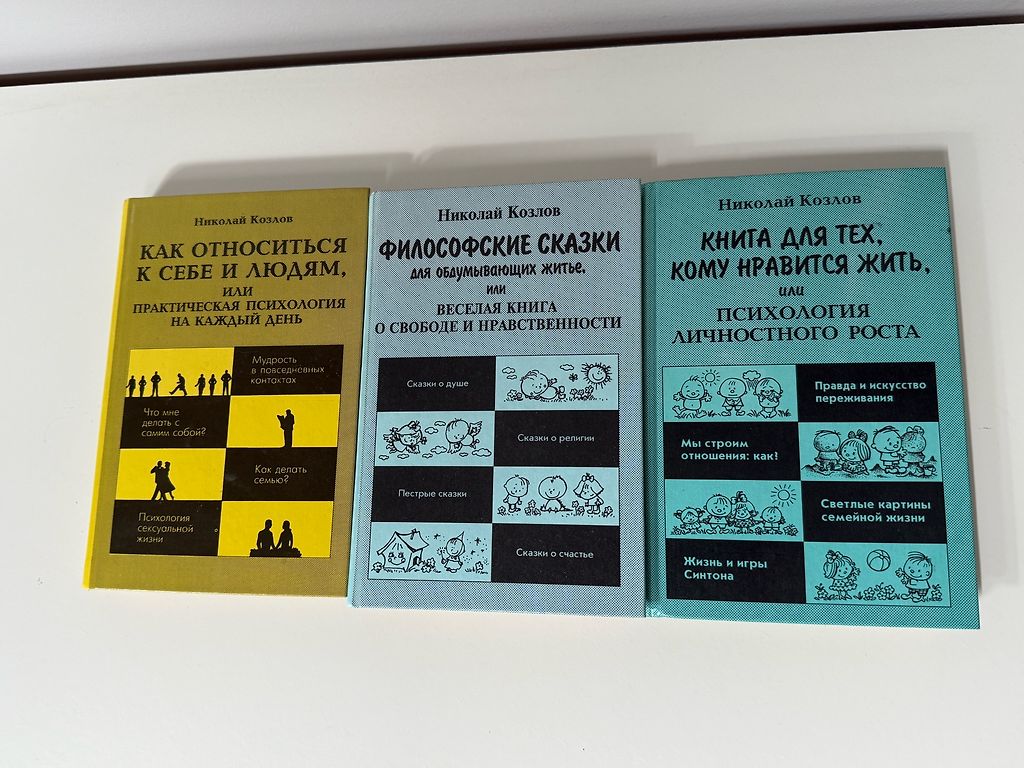 Николай Козлов
КАК ОТНОСИТЬСЯ
К СЕБЕ И ЛЮДЯМ,
ИЛИ
ПРАКТИЧЕСКАЯ ПСИХОЛОГИЯ
НА КАЖДЫЙ ДЕНЬ
Мудрость
в повседневных
контактах
Что мне
делать с
самим собой?
Как делать
семью?
Психология
сексуальной
жизни
Николай Козлов
ФИЛОСОФСКИЕ СКАЗКИ
для обдумывающих житье,
или
ВЕСЕЛАЯ КНИГА
О СВОБОДЕ И НРАВСТВЕННОСТИ
Сказки о душе
Сказки о религии
Пестрые сказки
Сказки о счастье
Николай Козлов
КНИГА ДЛЯ ТЕХ,
КОМУ НРАВИТСЯ ЖИТЬ,
или
ПСИХОЛОГИЯ
ЛИЧНОСТНОГО РОСТА
Правда и искусство
переживания
Мы строим
отношения: как!
Светлые картины
семейной жизни
Жизнь и игры
Синтона